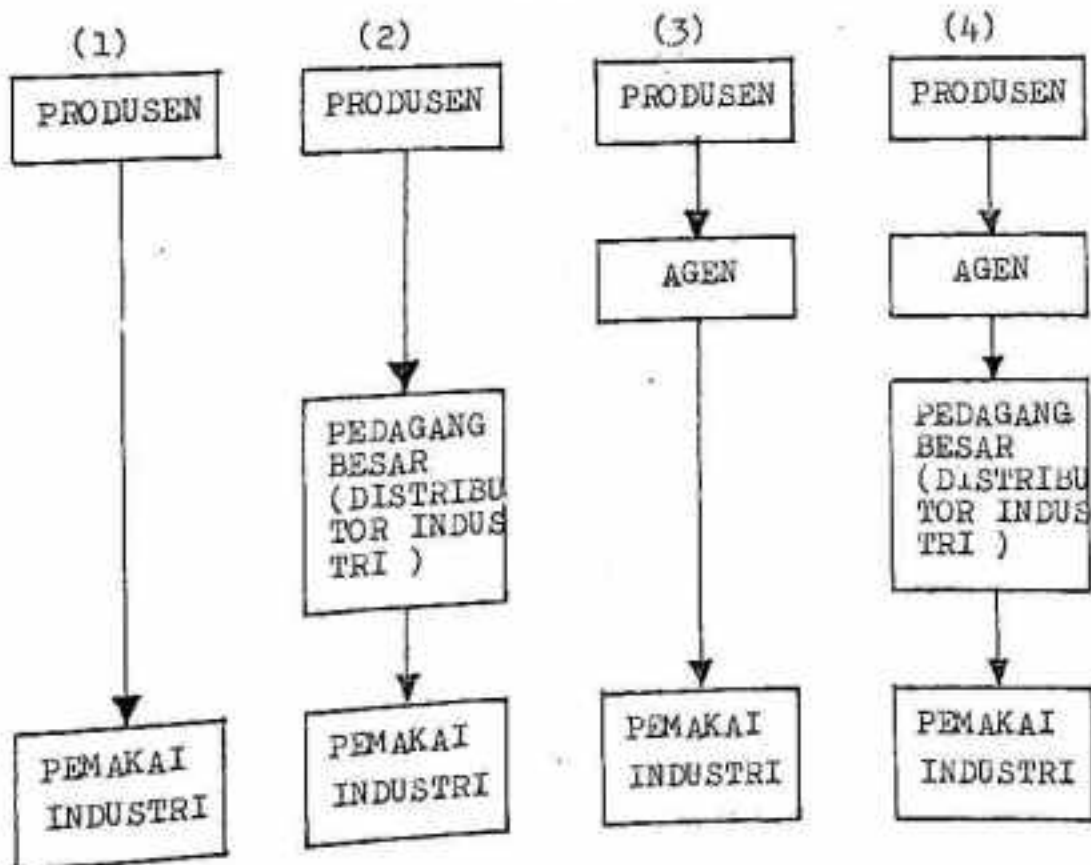 (1)
PRODUSEN
PEMAKAI
INDUSTRI
(2)
PRODUSEN
PEDAGANG
BESAR
(DISTRIBU
TOR INDUS
TRI )
PEMAKAI
INDUSTRI
(3)
PRODUSEN
AGEN
PEMAKAI
INDUSTRI
(4)
PRODUSEN
AGEN
PEDAGANG
BESAR
(DISTRIBU
TOR INDUS
TRI )
PEMAKAI
INDUSTRI